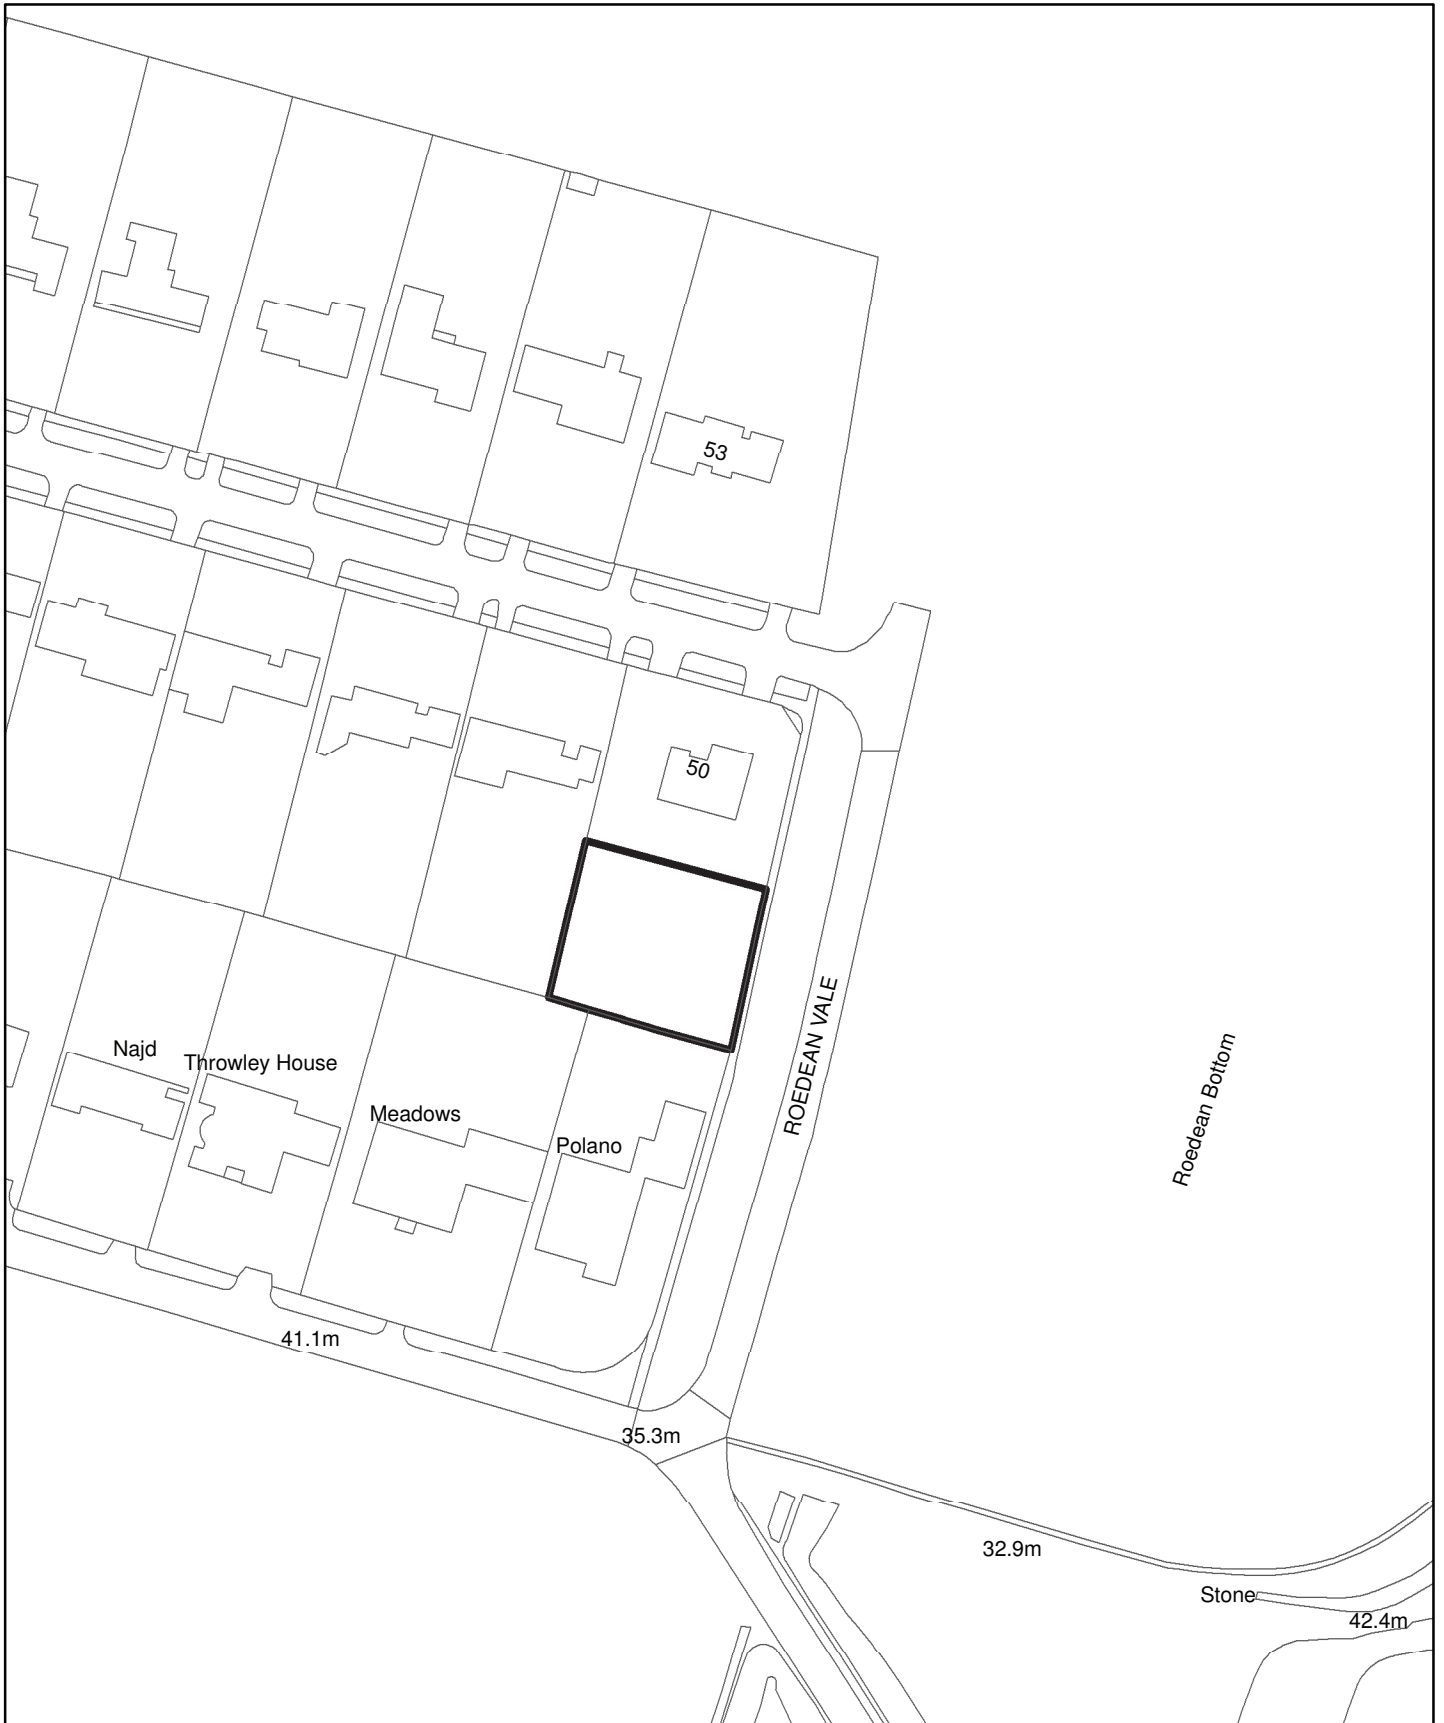 53
50
ROEDEAN VALE
Roedean Bottom
Najd
Throwley House
Meadows
Polano
41.1m
35.3m
32.9m
Stone
42.4m